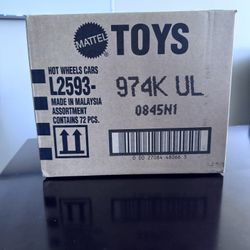 MATTEL
TOYS
HOT WHEELS CARS
L2593-
MADE IN MALAYSIA
ASSORTMENT
CONTAINS 72 PCS.
974K UL
0845N1